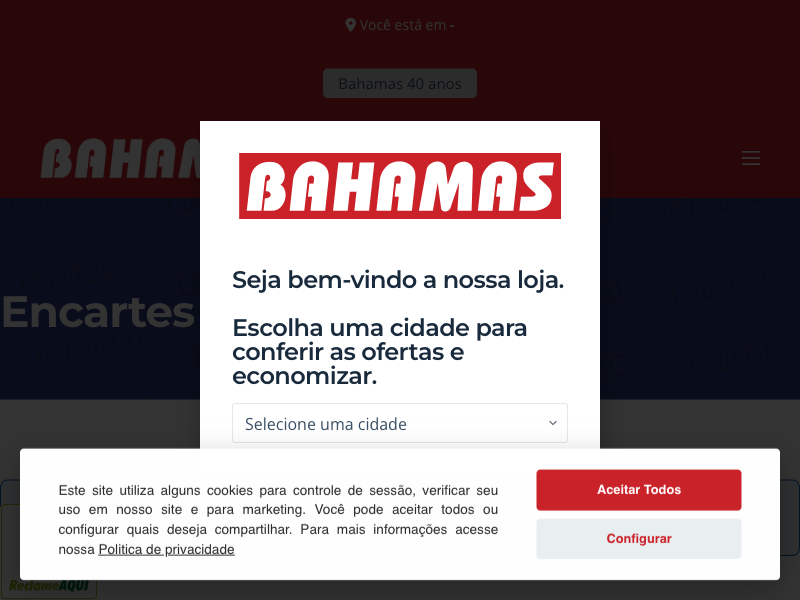 Você está em -
Bahamas 40 anos
BAHAMAS
Seja bem-vindo a nossa loja.
Encartes
Escolha uma cidade para
conferir as ofertas e
economizar.
Selecione uma cidade
Este site utiliza alguns cookies para controle de sessão, verificar seu
uso em nosso site e para marketing. Você pode aceitar todos ou
configurar quais deseja compartilhar. Para mais informações acesse
nossa Politica de privacidade
Aceitar Todos
Configurar
ReclameAQUI